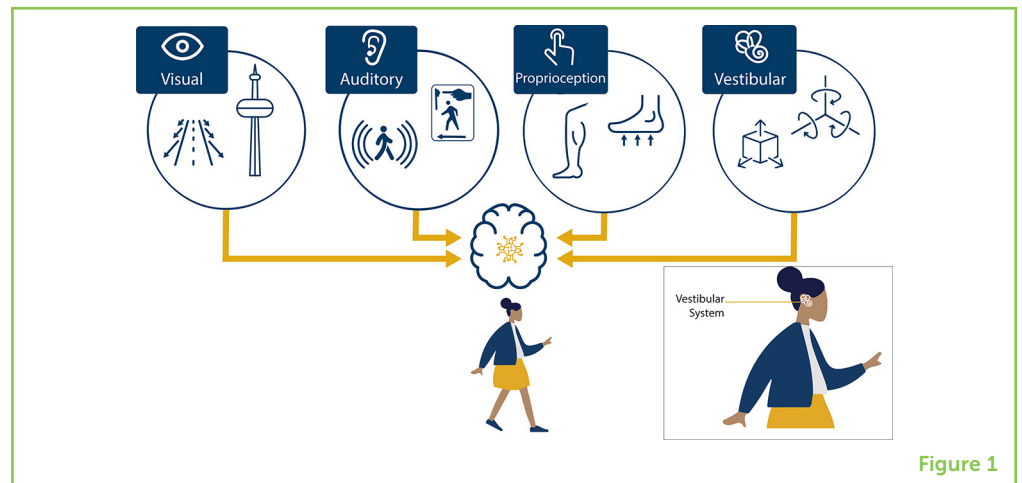 Visual
Auditory
Proprioception
Vestibular
Vestibular
System
Figure 1